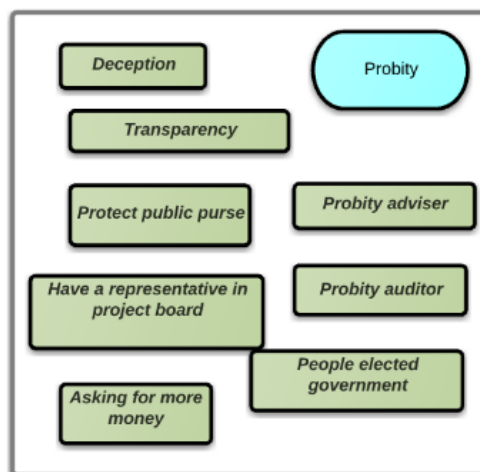 Deception
Probity
Transparency
Protect public purse
Probity adviser
Have a representative in
project board
Probity auditor
People elected
government
Asking for more
money